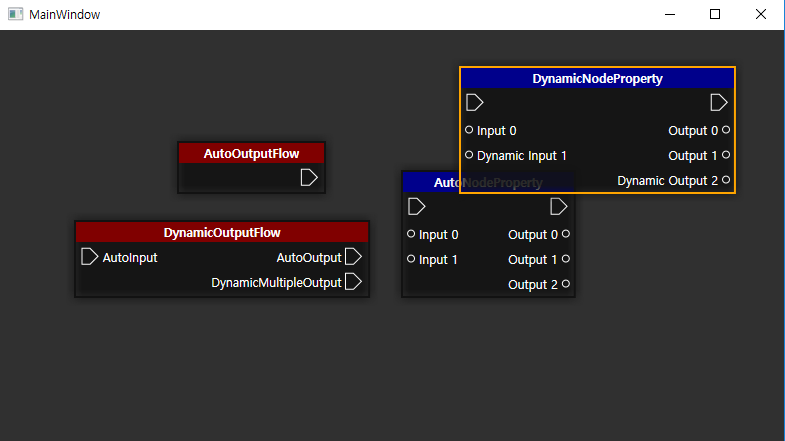 MainWindow
DynamicNodeProperty
Input 0 Output 0
Dynamic Input 1 Output 1
Dynamic Output 2
AutoOutputFlow
AutoNodeProperty
Input 0 Output 0
Input 1 Output 1
Output 2
DynamicOutputFlow
AutoInput AutoOutput
DynamicMultipleOutput